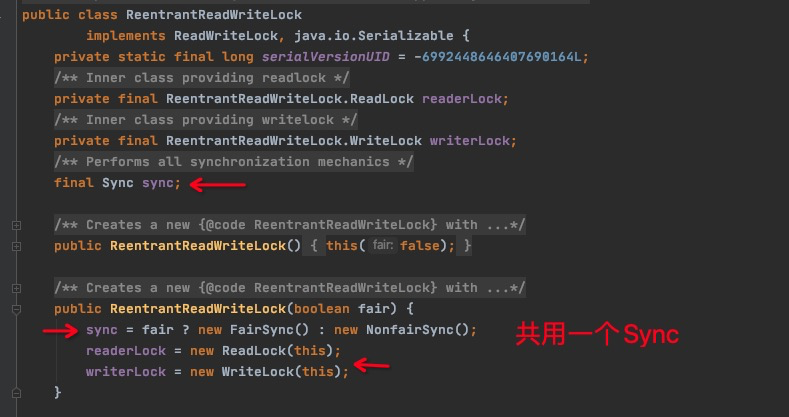 public class ReentrantReadWriteLock
implements ReadWriteLock, java.io.Serializable {
private static final long serialVersionUID = -6992448646407690164L;
/** Inner class providing readlock */
private final ReentrantReadWriteLock.ReadLock readerLock;
/** Inner class providing writelock */
private final ReentrantReadWriteLock.WriteLock writerLock;
/** Performs all synchronization mechanics */
final Sync sync;
/** Creates a new {@code ReentrantReadWriteLock} with ...*/
public ReentrantReadWriteLock() { this( fair: false); }
/** Creates a new {@code ReentrantReadWriteLock} with ...*/
public ReentrantReadWriteLock(boolean fair) {
sync = fair ? new FairSync() : new NonfairSync();
readerLock = new ReadLock(this);
writerLock = new WriteLock(this);
共用一个Sync
}